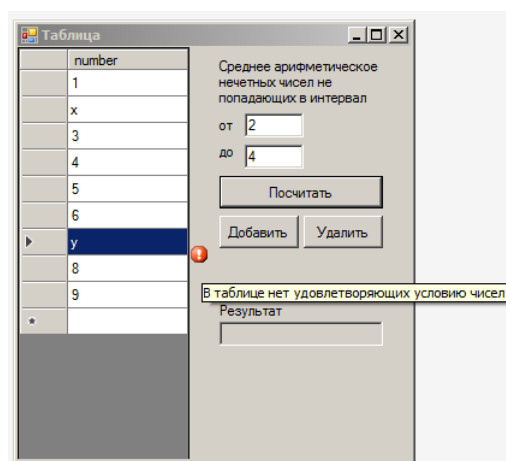 Таблица
number
1
x
3
4
5
6
y
8
9
*
Среднее арифметическое
нечетных чисел не
попадающих в интервал
от 2
до 4
Посчитать
Добавить Удалить
В таблице нет удовлетворяющих условию чисел
Результат